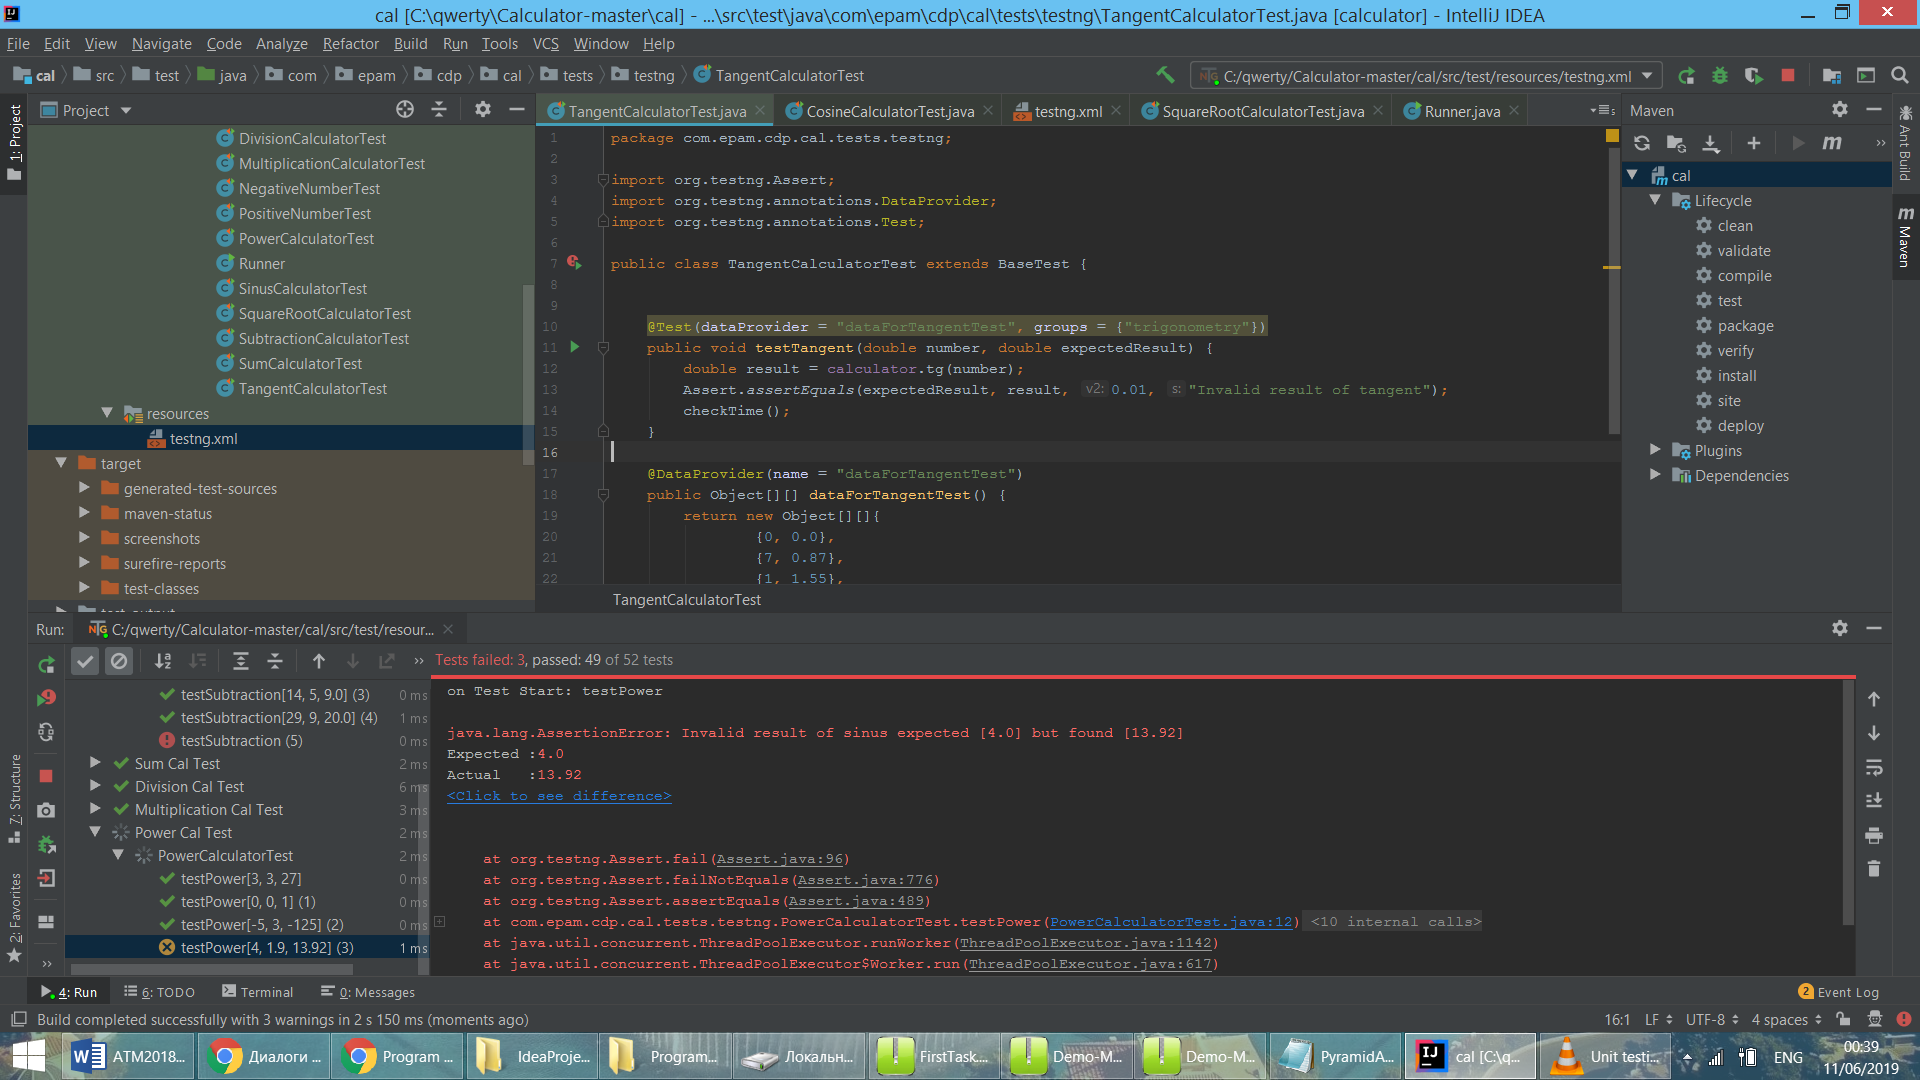 cal [C:\qwerty\Calculator-master\cal] - ...\src\test\java\com\epam\cdp\cal\tests\testng\TangentCalculatorTest.java [calculator] - IntelliJ IDEA
File Edit View Navigate Code Analyze Refactor Build Run Tools VCS Window Help
cal src test java com epam cdp cal tests testng TangentCalculatorTest
C:/qwerty/Calculator-master/cal/src/test/resources/testng.xml
1: Project
Project
DivisionCalculatorTest
MultiplicationCalculatorTest
NegativeNumberTest
PositiveNumberTest
PowerCalculatorTest
Runner
SinusCalculatorTest
SquareRootCalculatorTest
SubtractionCalculatorTest
SumCalculatorTest
TangentCalculatorTest
resources
testng.xml
target
generated-test-sources
maven-status
screenshots
surefire-reports
test-classes
TangentCalculatorTest.java CosineCalculatorTest.java testng.xml SquareRootCalculatorTest.java Runner.java
1 package com.epam.cdp.cal.tests.testng;
2
3 import org.testng.Assert;
4 import org.testng.annotations.DataProvider;
5 import org.testng.annotations.Test;
6
7 public class TangentCalculatorTest extends BaseTest {
8
9
10 @Test(dataProvider = "dataForTangentTest", groups = {"trigonometry"})
11 public void testTangent(double number, double expectedResult) {
12 double result = calculator.tg(number);
13 Assert.assertEquals(expectedResult, result, v2: 0.01, s: "Invalid result of tangent");
14 checkTime();
15 }
16
17 @DataProvider(name = "dataForTangentTest")
18 public Object[][] dataForTangentTest() {
19 return new Object[][]{
20 {0, 0.0},
21 {7, 0.87},
22 {1, 1.55},
TangentCalculatorTest
Maven
cal
Lifecycle
clean
validate
compile
test
package
verify
install
site
deploy
Plugins
Dependencies
Ant Build
Maven
Run: C:/qwerty/Calculator-master/cal/src/test/resour...
Tests failed: 3, passed: 49 of 52 tests
testSubtraction[14, 5, 9.0] (3) 0 ms
testSubtraction[29, 9, 20.0] (4) 1 ms
testSubtraction (5) 0 ms
Sum Cal Test 2 ms
Division Cal Test 6 ms
Multiplication Cal Test 3 ms
Power Cal Test 2 ms
PowerCalculatorTest 2 ms
testPower[3, 3, 27] 0 ms
testPower[0, 0, 1] (1) 0 ms
testPower[-5, 3, -125] (2) 0 ms
testPower[4, 1.9, 13.92] (3) 1 ms
on Test Start: testPower
java.lang.AssertionError: Invalid result of sinus expected [4.0] but found [13.92]
Expected :4.0
Actual :13.92
<Click to see difference>
at org.testng.Assert.fail(Assert.java:96)
at org.testng.Assert.failNotEquals(Assert.java:776)
at org.testng.Assert.assertEquals(Assert.java:489)
at com.epam.cdp.cal.tests.testng.PowerCalculatorTest.testPower(PowerCalculatorTest.java:12) <10 internal calls>
at java.util.concurrent.ThreadPoolExecutor.runWorker(ThreadPoolExecutor.java:1142)
at java.util.concurrent.ThreadPoolExecutor$Worker.run(ThreadPoolExecutor.java:617)
7: Structure
2: Favorites
4: Run 6: TODO Terminal 0: Messages 2 Event Log
Build completed successfully with 3 warnings in 2 s 150 ms (moments ago) 16:1 LF UTF-8 4 spaces
ATM2018... Диалоги ... Program ... IdeaProje... Program... Локальн... FirstTask.... Demo-M... Demo-M... PyramidA... cal [C:\q... Unit testi... ENG
00:39
11/06/2019